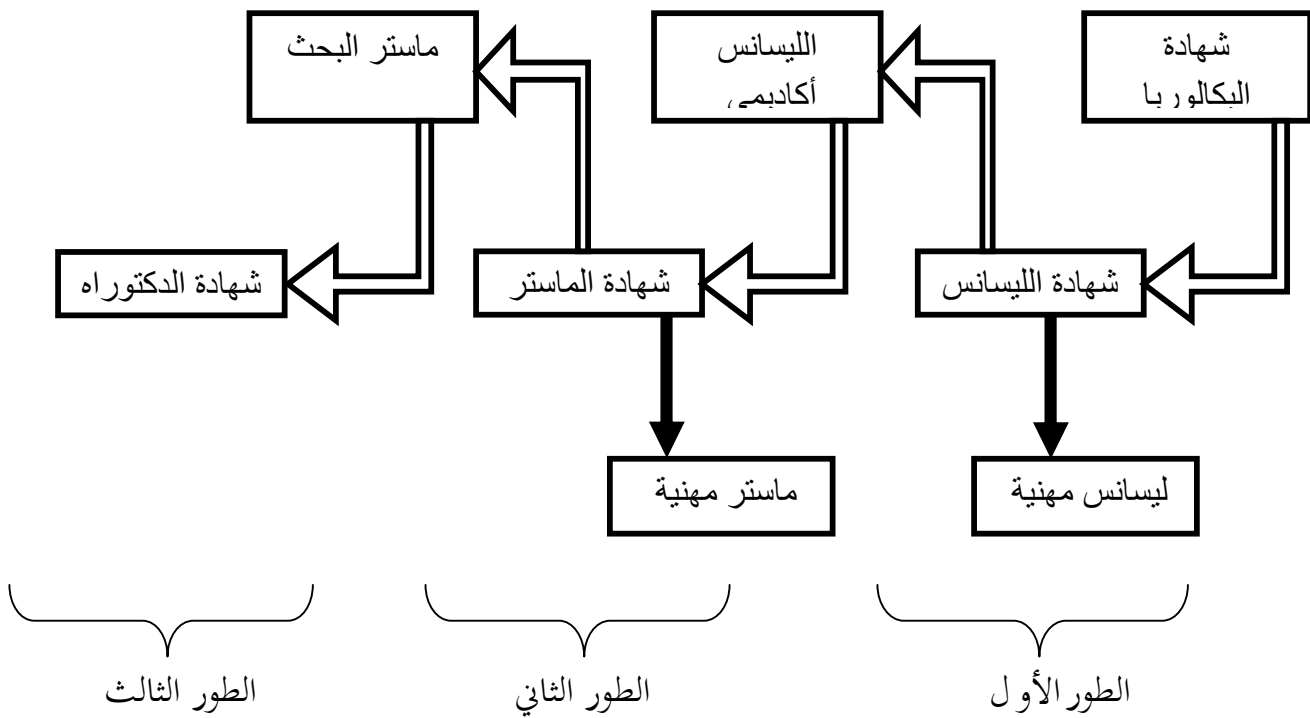 شهادة
البكالوريا
الليسانس
أكاديمي
ماستر البحث
شهادة الليسانس
شهادة الماستر
شهادة الدكتوراه
ليسانس مهنية
ماستر مهنية
الطور الأول
الطور الثاني
الطور الثالث